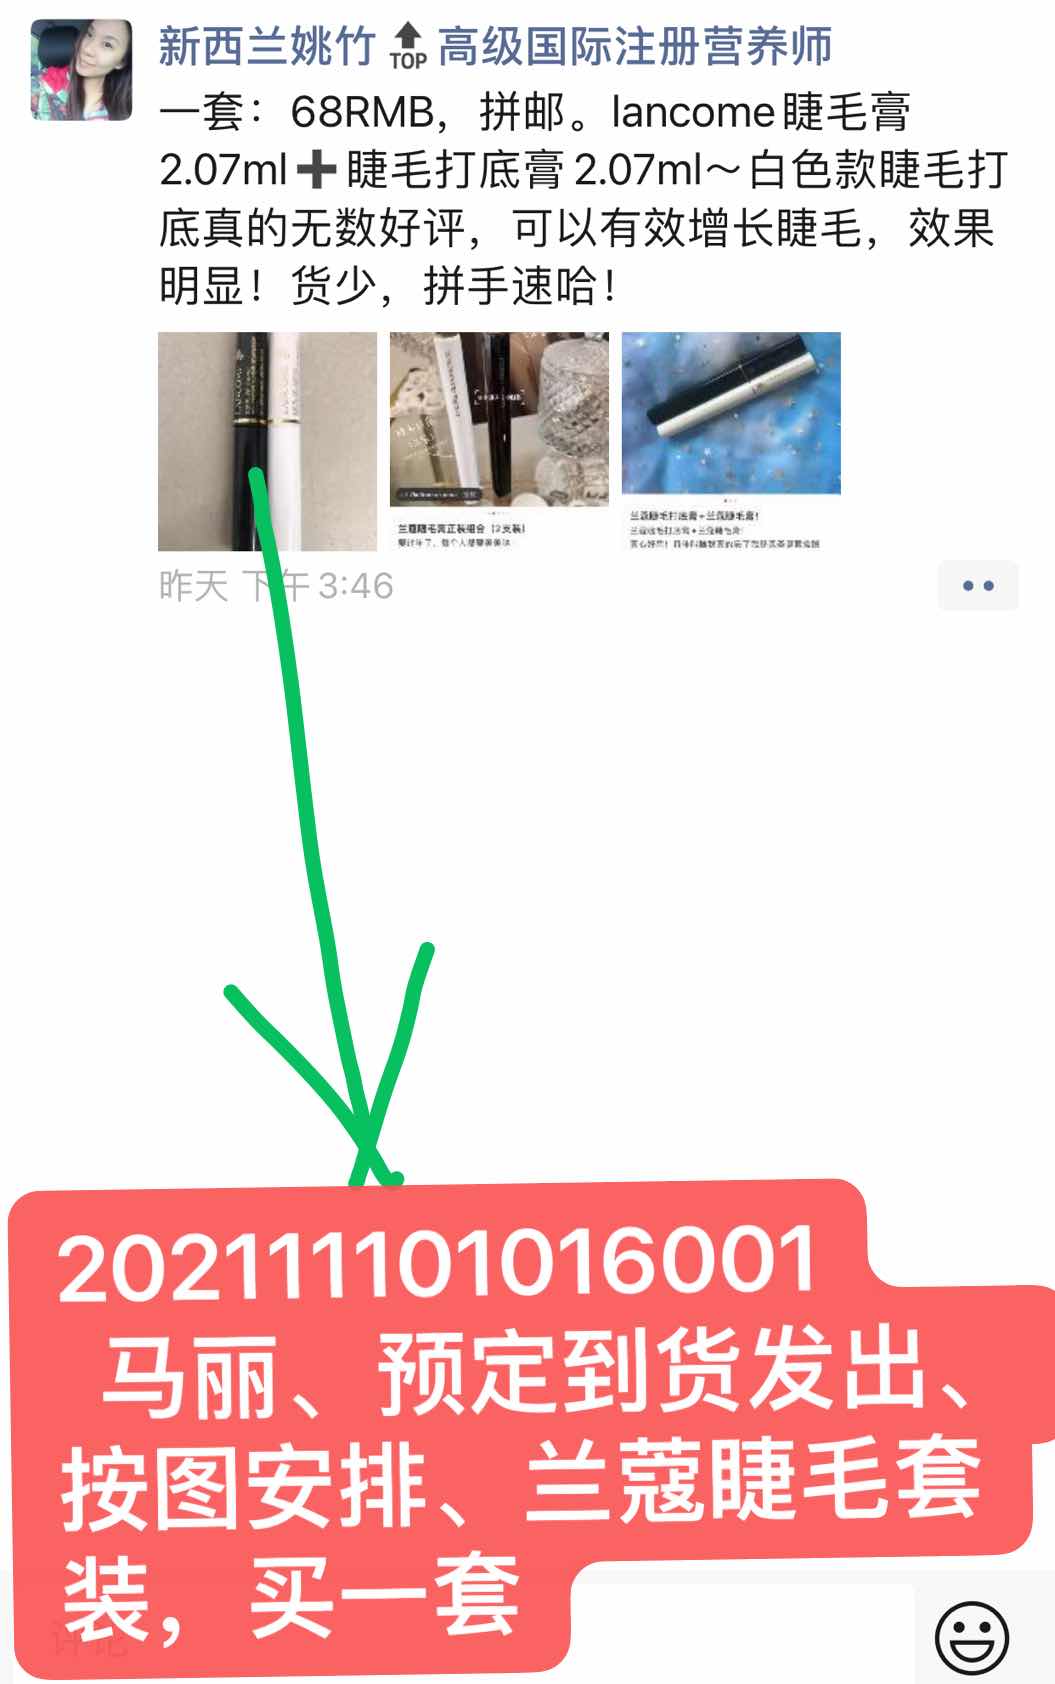 新西兰姚竹🔝高级国际注册营养师
一套：68RMB，拼邮。lancome睫毛膏
2.07ml➕睫毛打底膏2.07ml～白色款睫毛打
底真的无数好评，可以有效增长睫毛，效果
明显！货少，拼手速哈！
兰蔻睫毛膏正装组合（2支装）
兰蔻睫毛打底膏+兰蔻睫毛膏！
昨天 下午3:46
202111101016001
马丽、预定到货发出、
按图安排、兰蔻睫毛套
装，买一套
评论